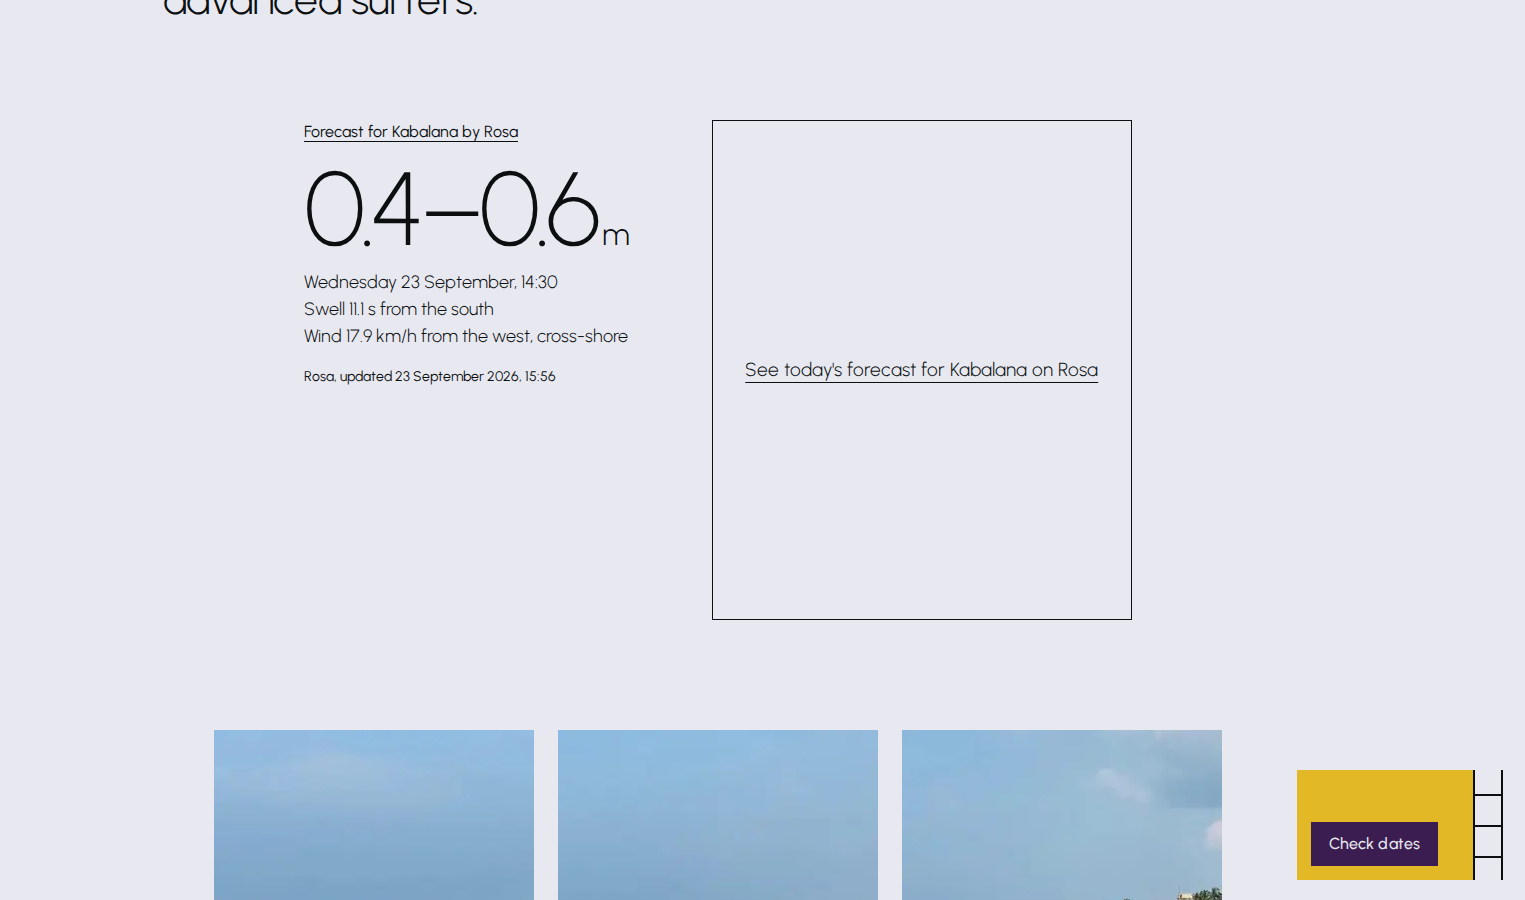 advanced surfers.
Forecast for Kabalana by Rosa
0.4–0.6m
Wednesday 23 September, 14:30
Swell 11.1 s from the south
Wind 17.9 km/h from the west, cross-shore
Rosa, updated 23 September 2026, 15:56
See today's forecast for Kabalana on Rosa
Check dates